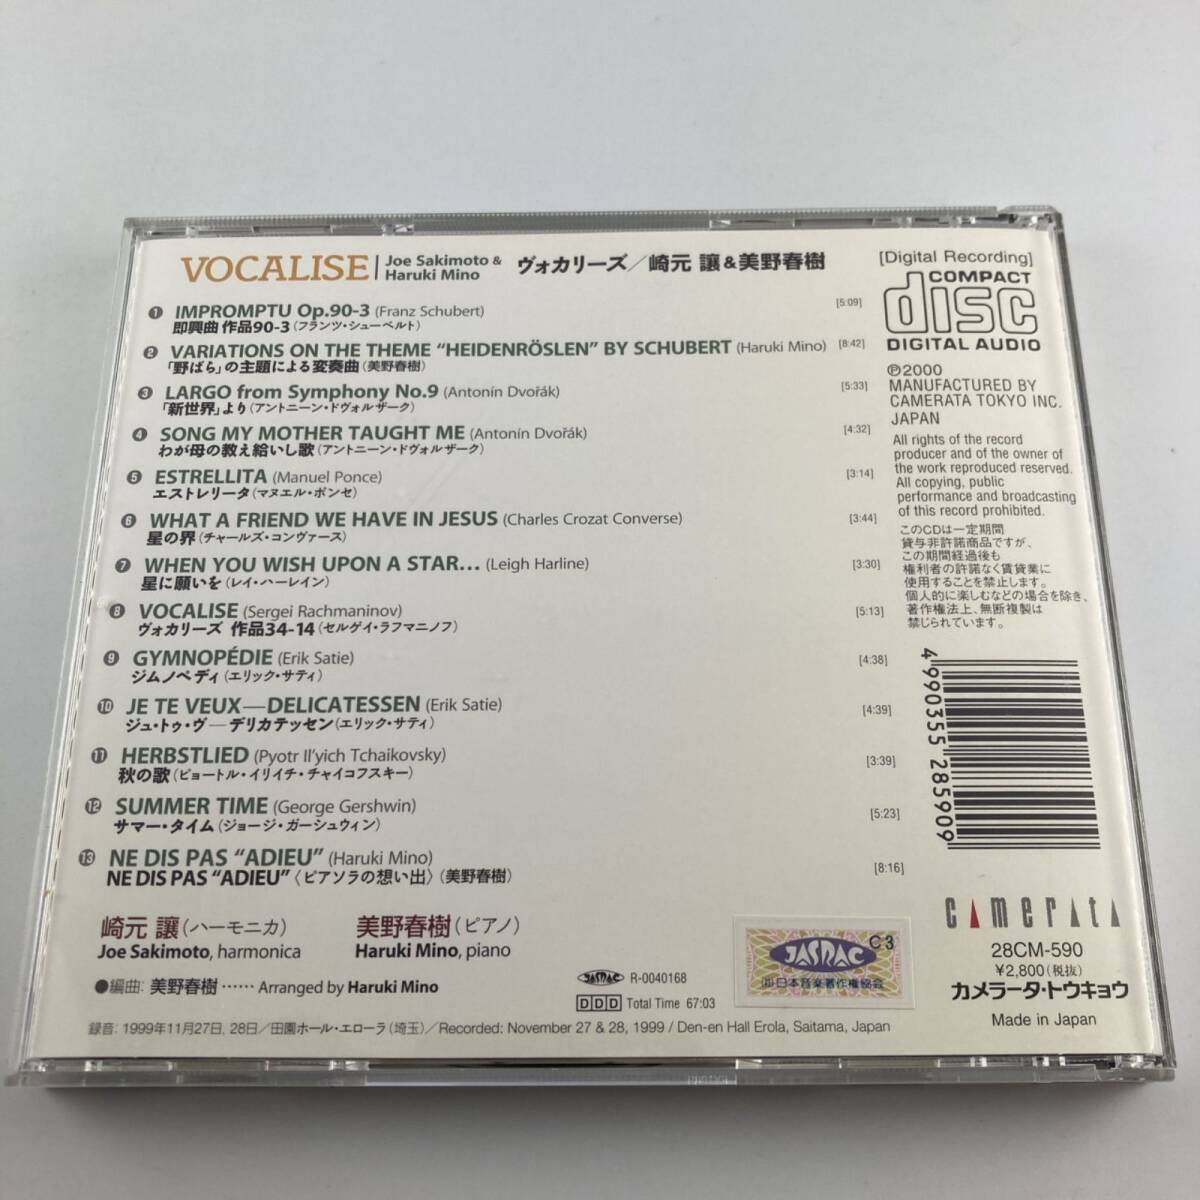 VOCALISE
Joe Sakimoto &
Haruki Mino
ヴォカリーズ／崎元 讓&美野春樹
❶ IMPROMPTU Op.90-3 (Franz Schubert) [5:09]
即興曲 作品90-3(フランツ・シューベルト)
❷ VARIATIONS ON THE THEME “HEIDENRÖSLEN” BY SCHUBERT (Haruki Mino) [8:42]
「野ばら」の主題による変奏曲(美野春樹)
❸ LARGO from Symphony No.9 (Antonín Dvořák) [5:33]
「新世界」より(アントニーン・ドヴォルザーク)
❹ SONG MY MOTHER TAUGHT ME (Antonín Dvořák) [4:32]
わが母の教え給いし歌(アントニーン・ドヴォルザーク)
❺ ESTRELLITA (Manuel Ponce) [3:14]
エストレリータ(マヌエル・ポンセ)
❻ WHAT A FRIEND WE HAVE IN JESUS (Charles Crozat Converse) [3:44]
星の界(チャールズ・コンヴァース)
❼ WHEN YOU WISH UPON A STAR... (Leigh Harline) [3:30]
星に願いを(レイ・ハーレイン)
❽ VOCALISE (Sergei Rachmaninov) [5:13]
ヴォカリーズ 作品34-14(セルゲイ・ラフマニノフ)
❾ GYMNOPÉDIE (Erik Satie) [4:38]
ジムノペディ(エリック・サティ)
❿ JE TE VEUX—DELICATESSEN (Erik Satie) [4:39]
ジュ・トゥ・ヴ—デリカテッセン(エリック・サティ)
⓫ HERBSTLIED (Pyotr Il'yich Tchaikovsky) [3:39]
秋の歌(ピョートル・イリイチ・チャイコフスキー)
⓬ SUMMER TIME (George Gershwin) [5:23]
サマー・タイム(ジョージ・ガーシュウィン)
⓭ NE DIS PAS “ADIEU” (Haruki Mino) [8:16]
NE DIS PAS “ADIEU”〈ピアソラの想い出〉(美野春樹)
崎元 讓(ハーモニカ)
Joe Sakimoto, harmonica
美野春樹(ピアノ)
Haruki Mino, piano
●編曲: 美野春樹 …… Arranged by Haruki Mino
JASRAC R-0040168
DDD Total Time 67:03
録音: 1999年11月27日, 28日／田園ホール・エローラ(埼玉)／Recorded: November 27 & 28, 1999 / Den-en Hall Erola, Saitama, Japan
JASRAC C3
(社)日本音楽著作権協会
[Digital Recording]
COMPACT
disc
DIGITAL AUDIO
℗2000
MANUFACTURED BY
CAMERATA TOKYO INC.
JAPAN
All rights of the record
producer and of the owner of
the work reproduced reserved.
All copying, public
performance and broadcasting
of this record prohibited.
このCDは一定期間
貸与非許諾商品ですが、
この期間経過後も
権利者の許諾なく賃貸業に
使用することを禁止します。
個人的に楽しむなどの場合を除き、
著作権法上、無断複製は
禁じられています。
4 990355 285909
camerata
28CM-590
¥2,800(税抜)
カメラータ・トウキョウ
Made in Japan